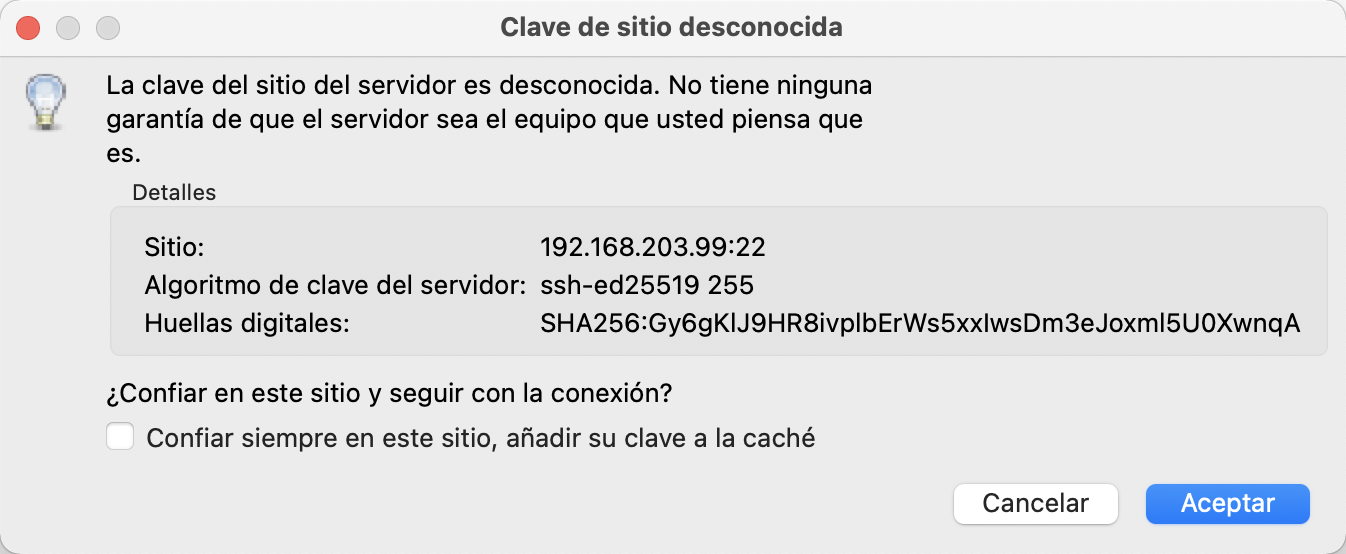 Clave de sitio desconocida
La clave del sitio del servidor es desconocida. No tiene ninguna
garantía de que el servidor sea el equipo que usted piensa que
es.
Detalles
Sitio: 192.168.203.99:22
Algoritmo de clave del servidor: ssh-ed25519 255
Huellas digitales: SHA256:Gy6gKlJ9HR8ivplbErWs5xxIwsDm3eJoxml5U0XwnqA
¿Confiar en este sitio y seguir con la conexión?
Confiar siempre en este sitio, añadir su clave a la caché
Cancelar Aceptar